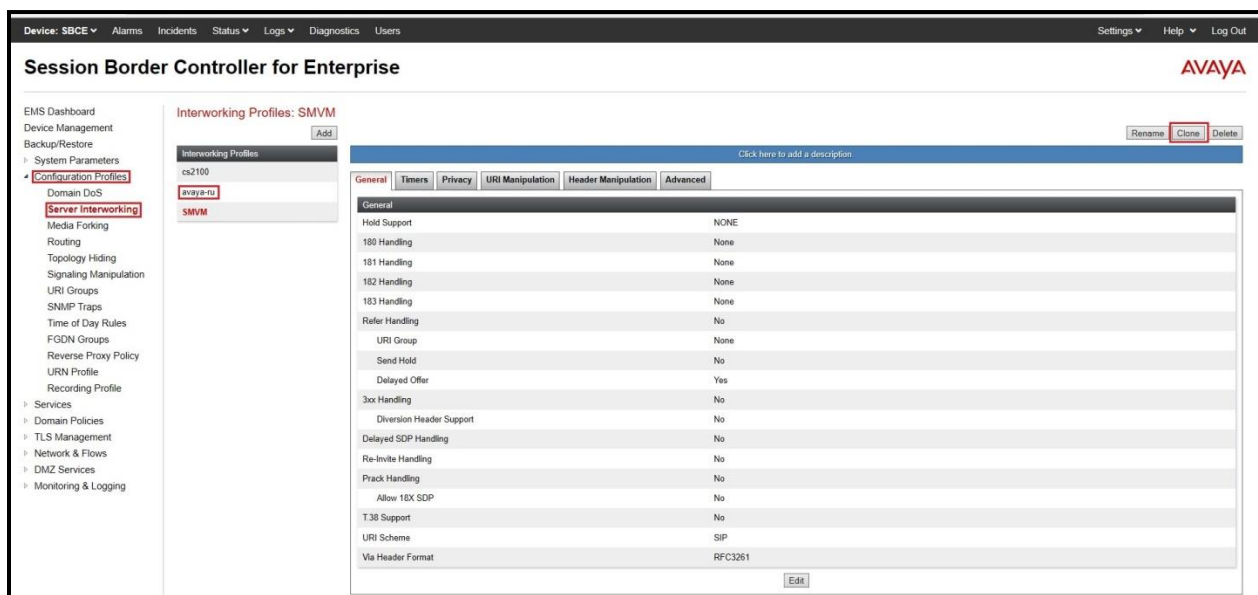 Device: SBCE Alarms Incidents Status Logs Diagnostics Users Settings Help Log Out
Session Border Controller for Enterprise
AVAYA
EMS Dashboard
Device Management
Backup/Restore
System Parameters
Configuration Profiles
Domain DoS
Server Interworking
Media Forking
Routing
Topology Hiding
Signaling Manipulation
URI Groups
SNMP Traps
Time of Day Rules
FGDN Groups
Reverse Proxy Policy
URN Profile
Recording Profile
Services
Domain Policies
TLS Management
Network & Flows
DMZ Services
Monitoring & Logging
Interworking Profiles: SMVM
Add
Rename Clone Delete
Interworking Profiles
cs2100
avaya-ru
SMVM
Click here to add a description.
General Timers Privacy URI Manipulation Header Manipulation Advanced
General
Hold Support NONE
180 Handling None
181 Handling None
182 Handling None
183 Handling None
Refer Handling No
URI Group None
Send Hold No
Delayed Offer Yes
3xx Handling No
Diversion Header Support No
Delayed SDP Handling No
Re-Invite Handling No
Prack Handling No
Allow 18X SDP No
T.38 Support No
URI Scheme SIP
Via Header Format RFC3261
Edit